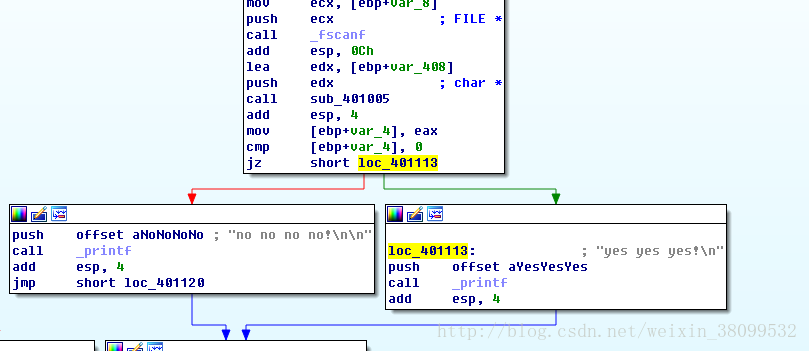 mov ecx, [ebp+var_8]
push ecx ; FILE *
call _fscanf
add esp, 0Ch
lea edx, [ebp+var_408]
push edx ; char *
call sub_401005
add esp, 4
mov [ebp+var_4], eax
cmp [ebp+var_4], 0
jz short loc_401113
push offset aNoNoNoNo ; "no no no no!\n\n"
call _printf
add esp, 4
jmp short loc_401120
loc_401113: ; "yes yes yes!\n"
push offset aYesYesYes
call _printf
add esp, 4
http://blog.csdn.net/weixin_38099532